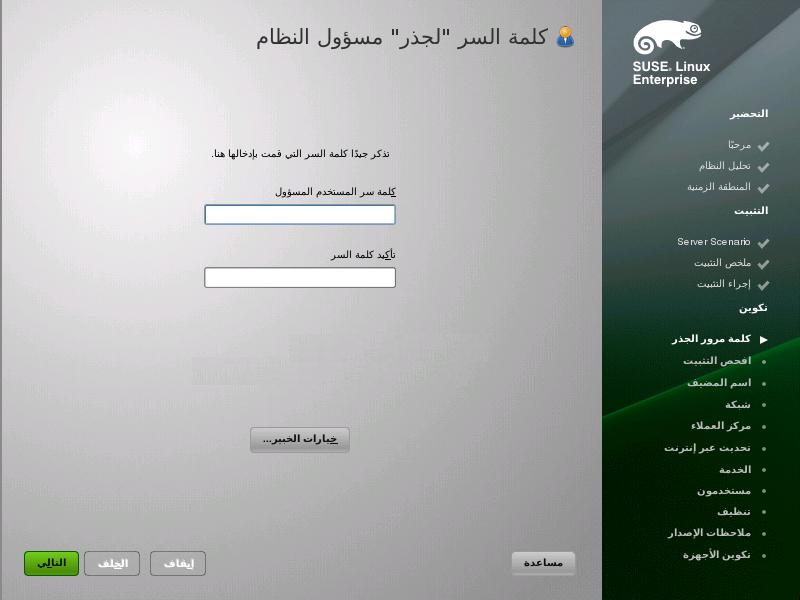 كلمة السر "لجذر" مسؤول النظام
تذكر جيدًا كلمة السر التي قمت بإدخالها هنا.
كلمة سر المستخدم المسؤول
تأكيد كلمة السر
خيارات الخبير...
مساعدة
إيقاف
الخلف
التالي
SUSE. Linux
Enterprise
التحضير
مرحبًا
تحليل النظام
المنطقة الزمنية
التثبيت
Server Scenario
ملخص التثبيت
إجراء التثبيت
تكوين
كلمة مرور الجذر
افحص التثبيت
اسم المضيف
شبكة
مركز العملاء
تحديث عبر إنترنت
الخدمة
مستخدمون
تنظيف
ملاحظات الإصدار
تكوين الأجهزة